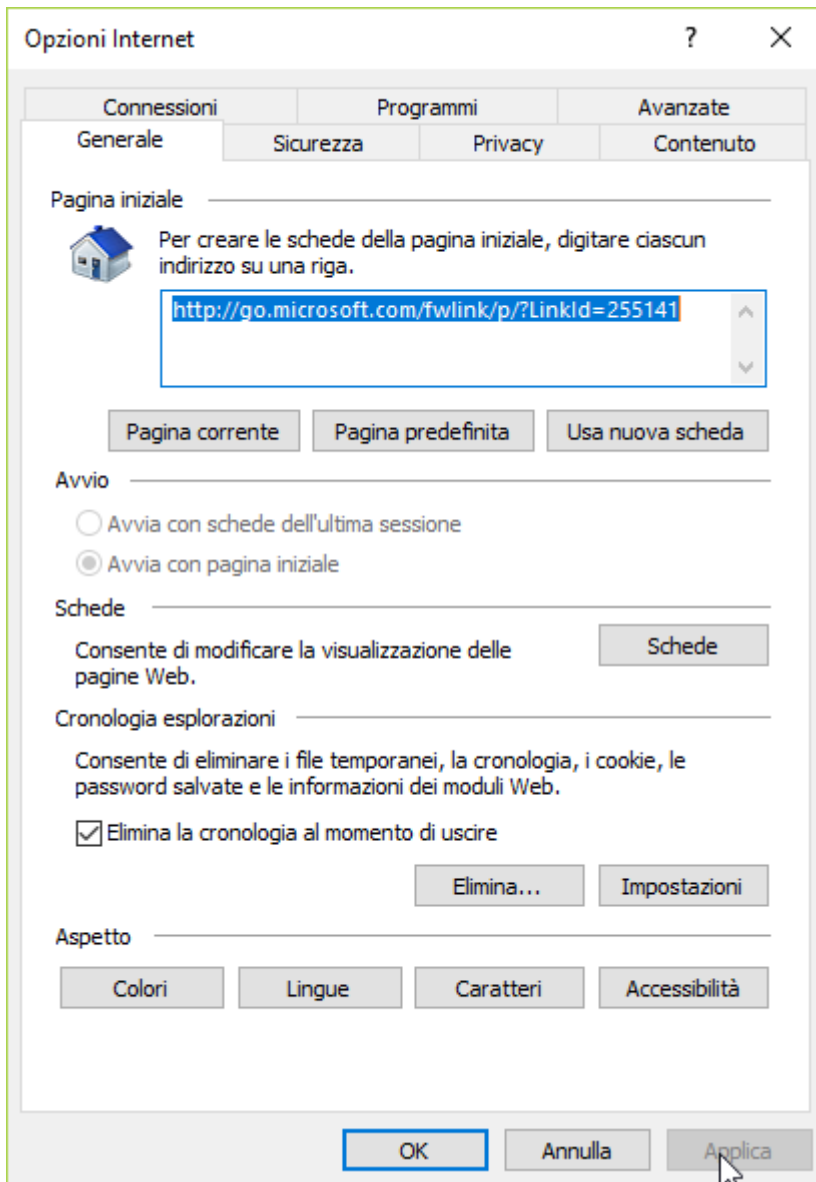 Opzioni Internet
?
Connessioni
Programmi
Avanzate
Generale
Sicurezza
Privacy
Contenuto
Pagina iniziale
Per creare le schede della pagina iniziale, digitare ciascun
indirizzo su una riga.
http://go.microsoft.com/fwlink/p/?LinkId=255141
Pagina corrente
Pagina predefinita
Usa nuova scheda
Avvio
Avvia con schede dell'ultima sessione
Avvia con pagina iniziale
Schede
Consente di modificare la visualizzazione delle
pagine Web.
Schede
Cronologia esplorazioni
Consente di eliminare i file temporanei, la cronologia, i cookie, le
password salvate e le informazioni dei moduli Web.
Elimina la cronologia al momento di uscire
Elimina...
Impostazioni
Aspetto
Colori
Lingue
Caratteri
Accessibilità
OK
Annulla
Applica